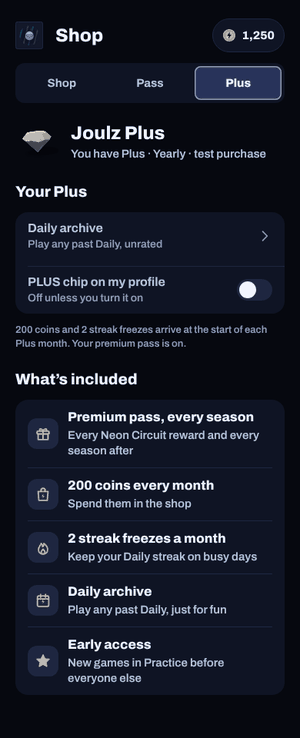 Shop
1,250
Shop
Pass
Plus
Joulz Plus
You have Plus · Yearly · test purchase
Your Plus
Daily archive
Play any past Daily, unrated
PLUS chip on my profile
Off unless you turn it on
200 coins and 2 streak freezes arrive at the start of each
Plus month. Your premium pass is on.
What's included
Premium pass, every season
Every Neon Circuit reward and every
season after
200 coins every month
Spend them in the shop
2 streak freezes a month
Keep your Daily streak on busy days
Daily archive
Play any past Daily, just for fun
Early access
New games in Practice before
everyone else